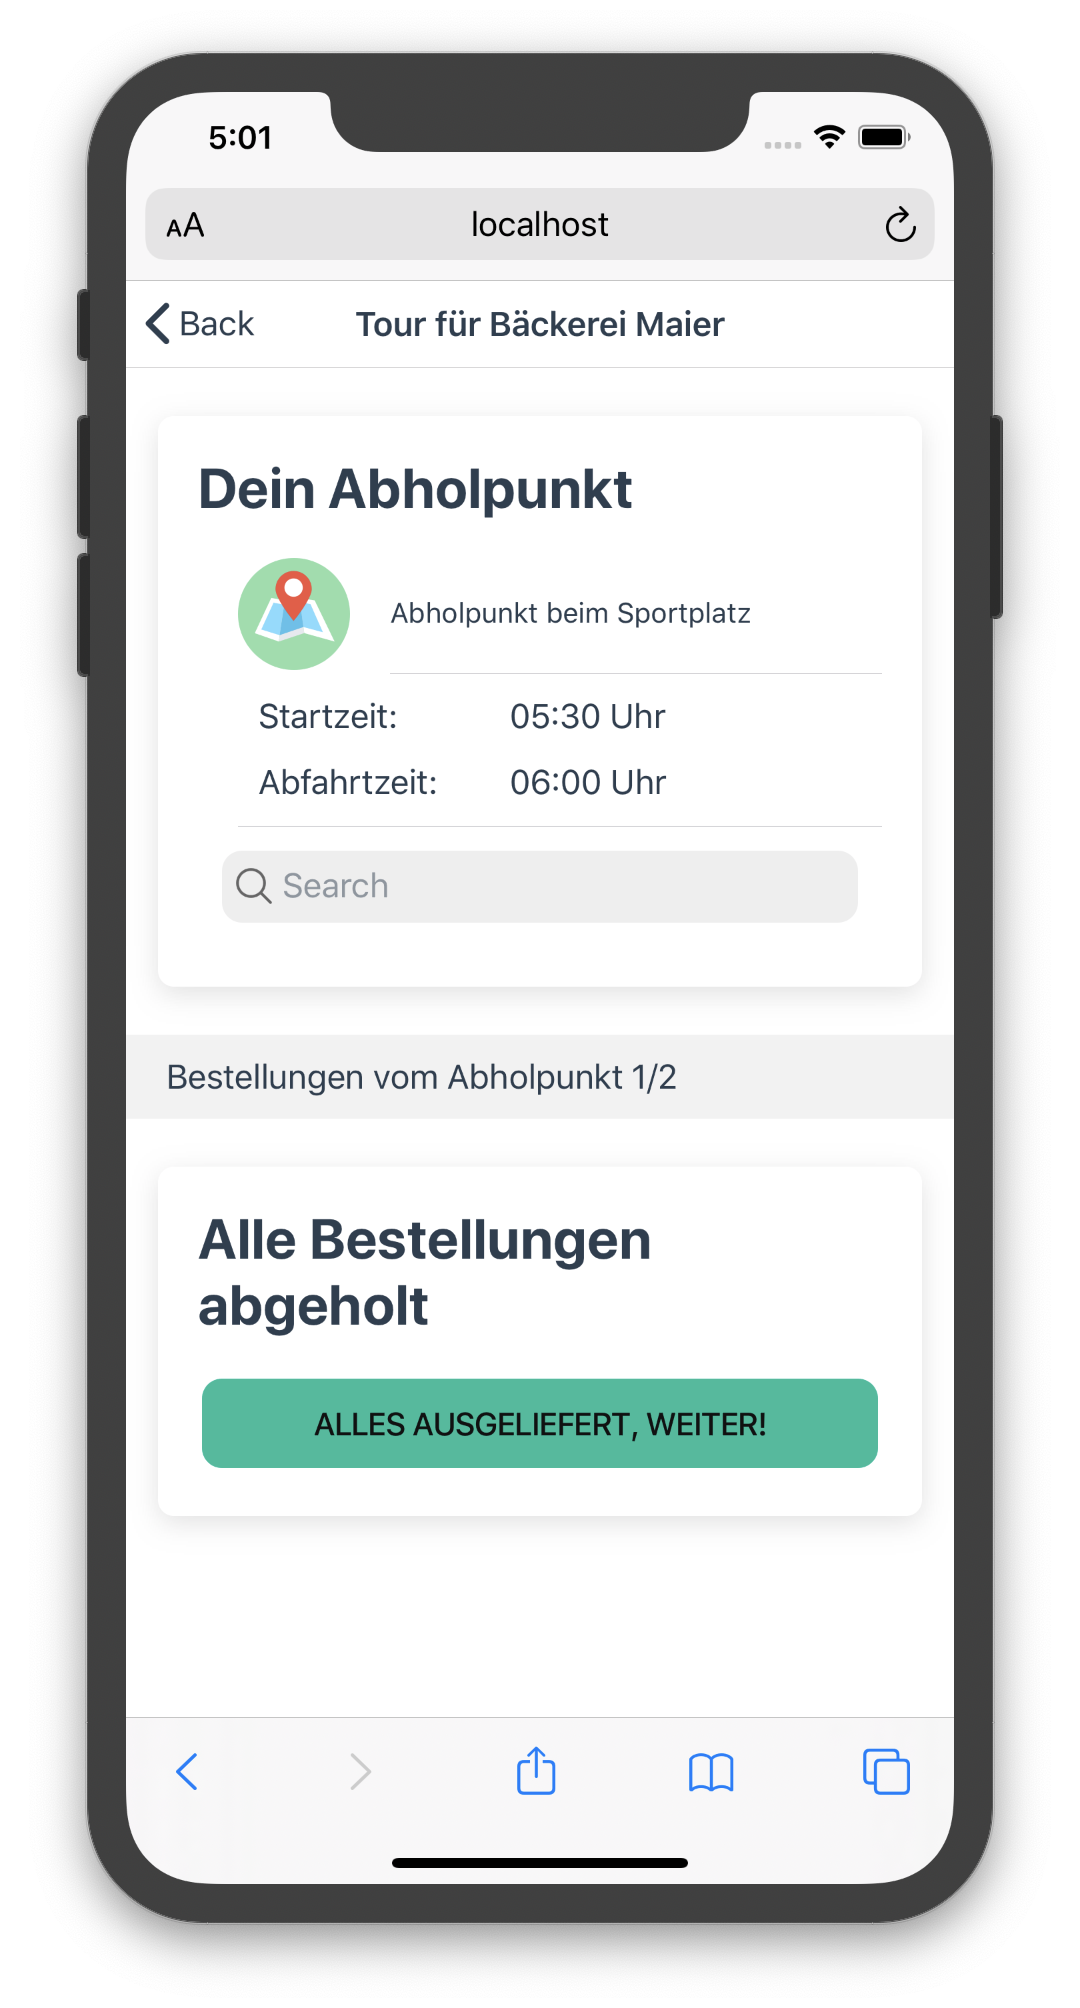 5:01
AA
localhost
Back
Tour für Bäckerei Maier
Dein Abholpunkt
Abholpunkt beim Sportplatz
Startzeit: 05:30 Uhr
Abfahrtzeit: 06:00 Uhr
Search
Bestellungen vom Abholpunkt 1/2
Alle Bestellungen
abgeholt
ALLES AUSGELIEFERT, WEITER!